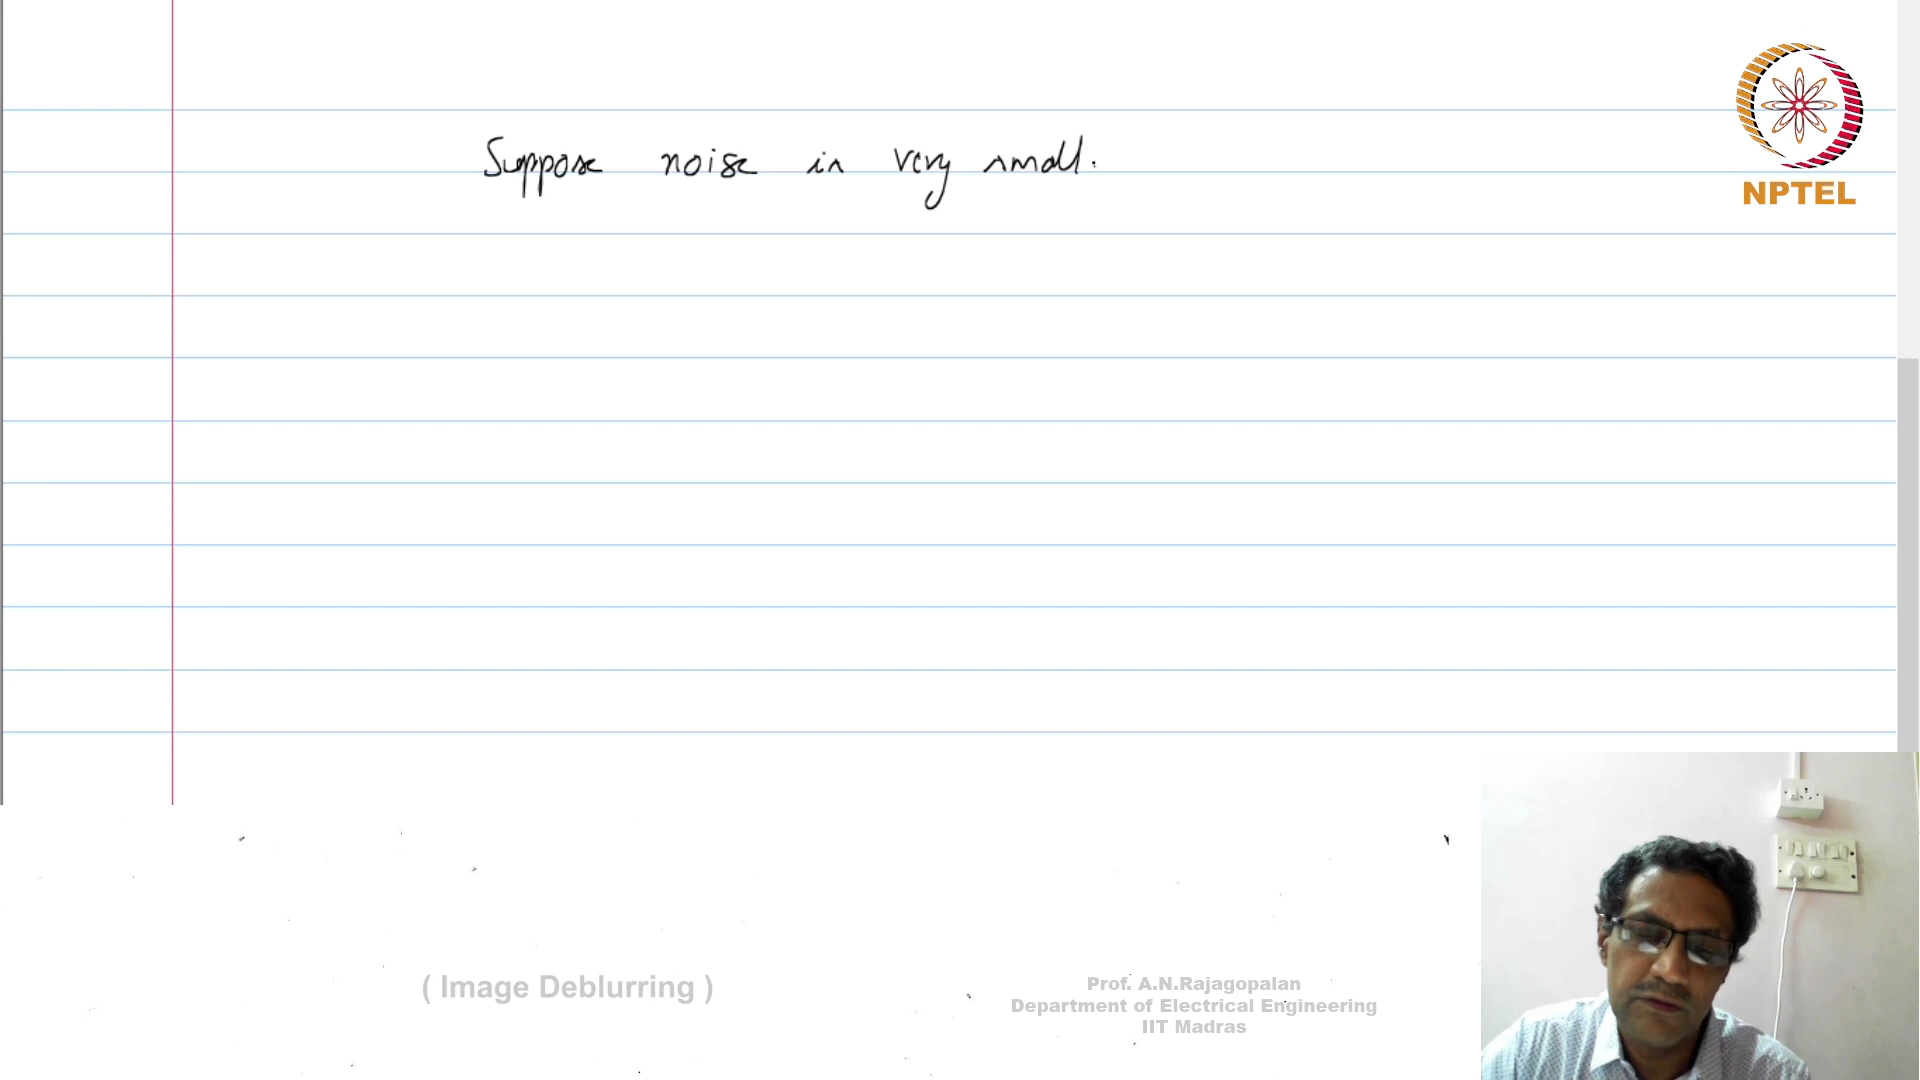 Suppose noise is very small.
NPTEL
( Image Deblurring )
Prof. A.N.Rajagopalan
Department of Electrical Engineering
IIT Madras